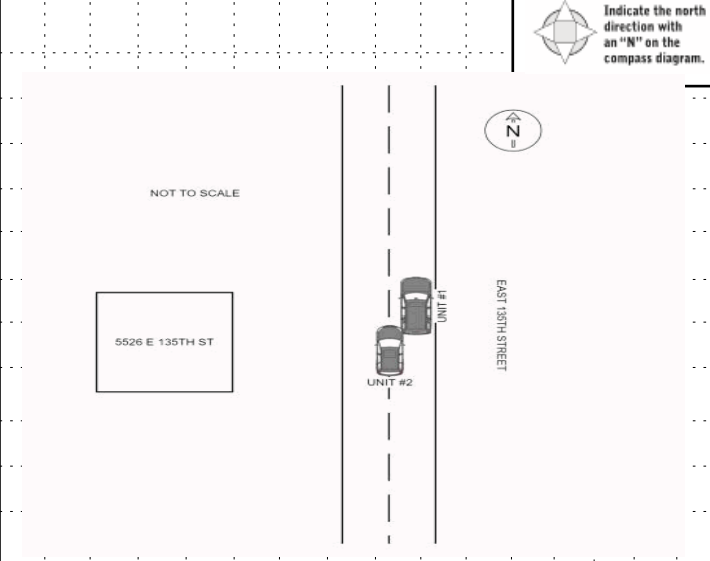 Indicate the north
direction with
an “N” on the
compass diagram.
N
NOT TO SCALE
UNIT #1
EAST 135TH STREET
5526 E 135TH ST
UNIT #2